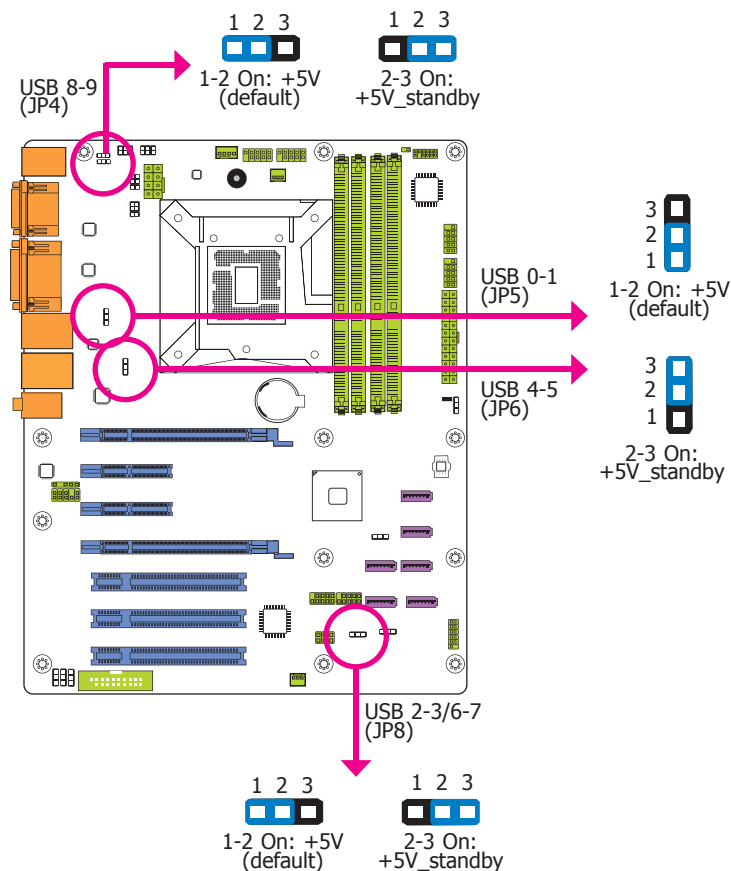 1 2 3
1 2 3
1-2 On: +5V
(default)
2-3 On:
+5V_standby
USB 8-9
(JP4)
3
2
1
USB 0-1
(JP5)
1-2 On: +5V
(default)
3
2
1
USB 4-5
(JP6)
2-3 On:
+5V_standby
USB 2-3/6-7
(JP8)
1 2 3
1 2 3
1-2 On: +5V
(default)
2-3 On:
+5V_standby